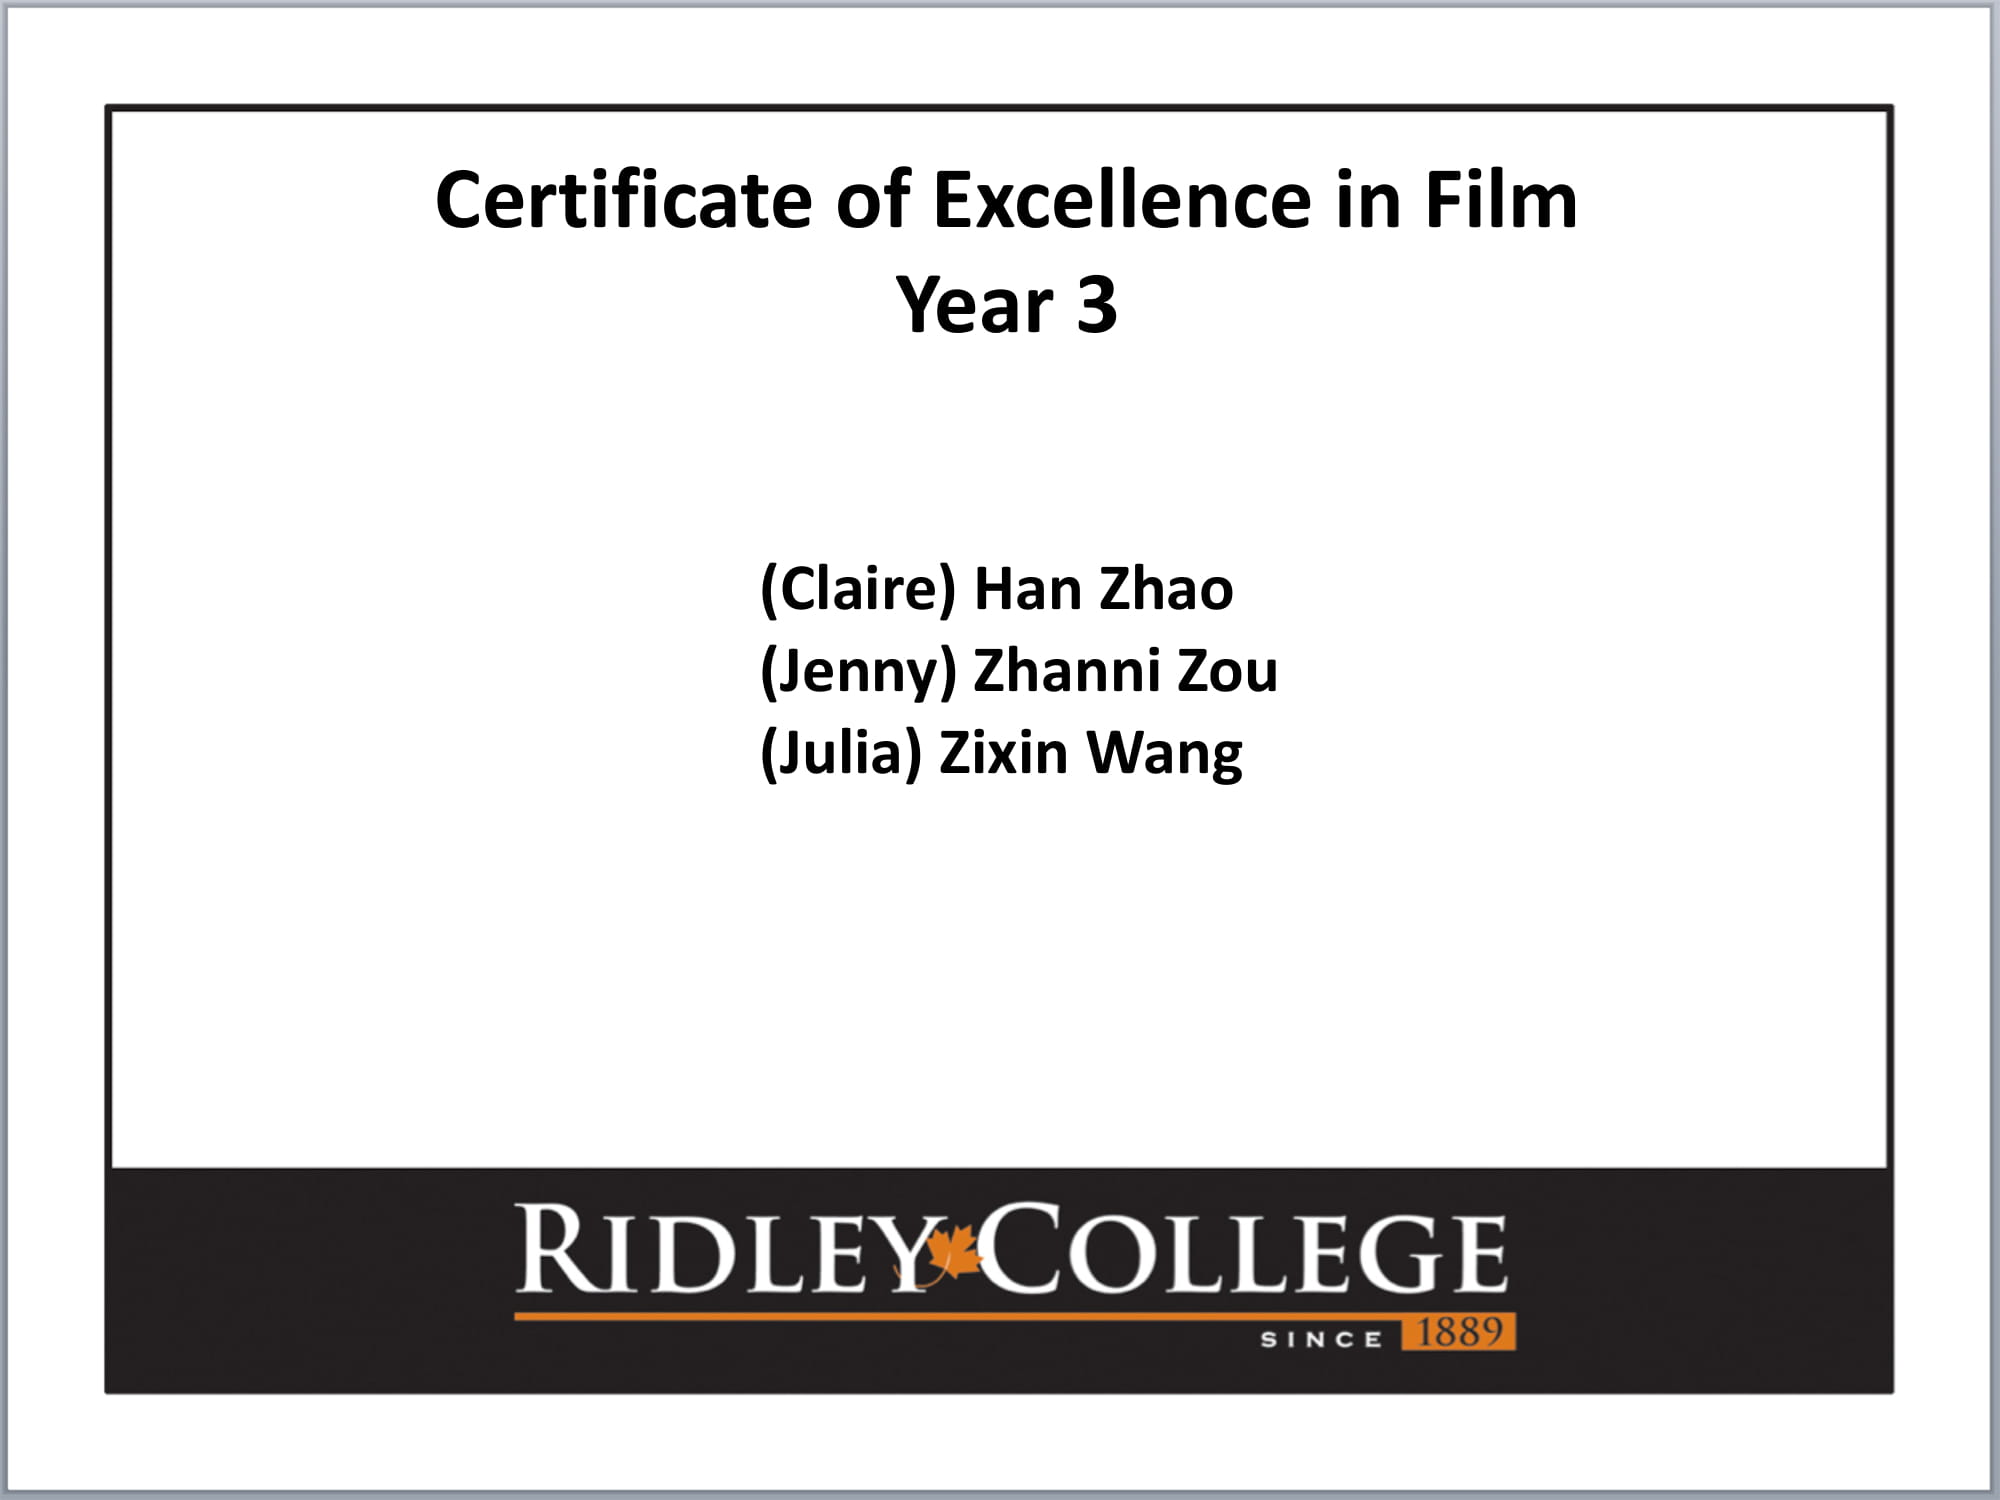 Certificate of Excellence in Film
Year 3
(Claire) Han Zhao
(Jenny) Zhanni Zou
(Julia) Zixin Wang
RIDLEY COLLEGE
SINCE 1889